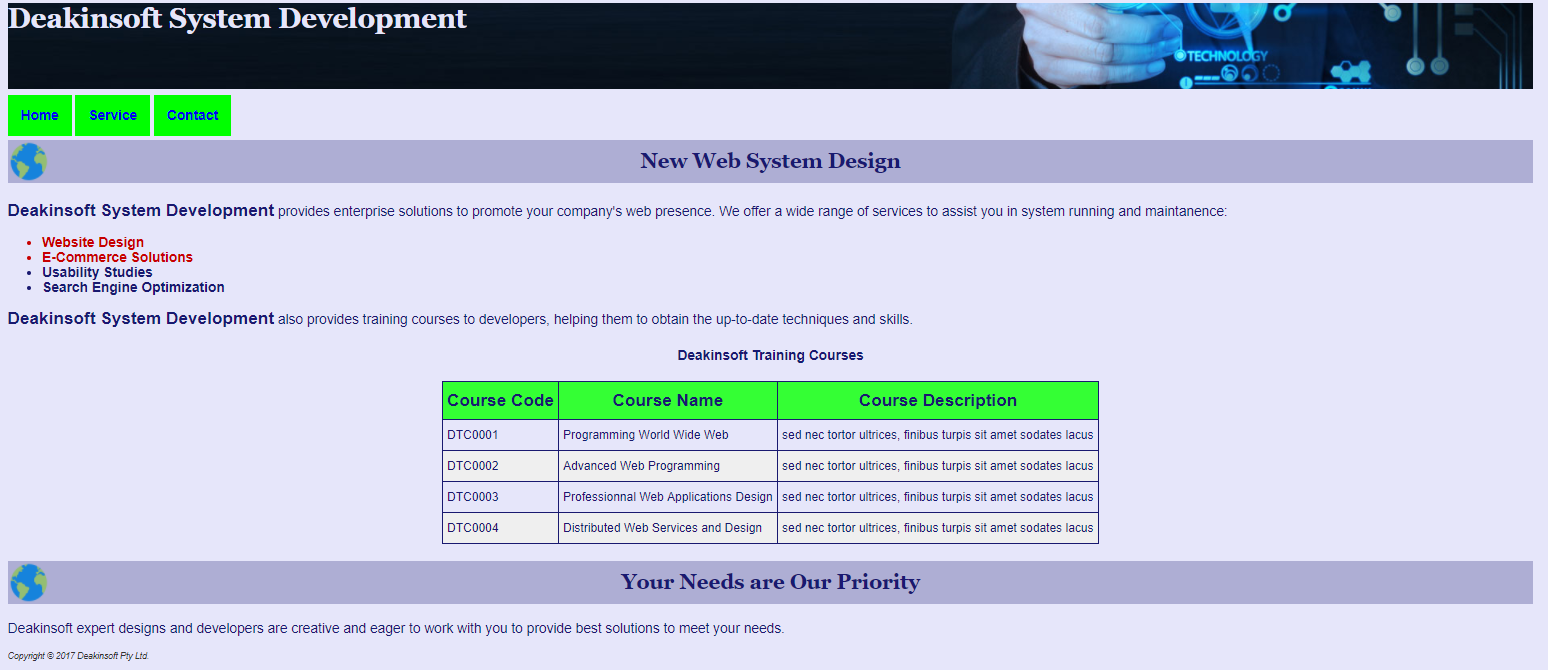 Deakinsoft System Development
TECHNOLOGY
Home Service Contact
New Web System Design
Deakinsoft System Development provides enterprise solutions to promote your company's web presence. We offer a wide range of services to assist you in system running and maintanence:
• Website Design
• E-Commerce Solutions
• Usability Studies
• Search Engine Optimization
Deakinsoft System Development also provides training courses to developers, helping them to obtain the up-to-date techniques and skills.
Deakinsoft Training Courses
Course Code Course Name Course Description
DTC0001 Programming World Wide Web sed nec tortor ultrices, finibus turpis sit amet sodates lacus
DTC0002 Advanced Web Programming sed nec tortor ultrices, finibus turpis sit amet sodates lacus
DTC0003 Professionnal Web Applications Design sed nec tortor ultrices, finibus turpis sit amet sodates lacus
DTC0004 Distributed Web Services and Design sed nec tortor ultrices, finibus turpis sit amet sodates lacus
Your Needs are Our Priority
Deakinsoft expert designs and developers are creative and eager to work with you to provide best solutions to meet your needs.
Copyright © 2017 Deakinsoft Pty Ltd.